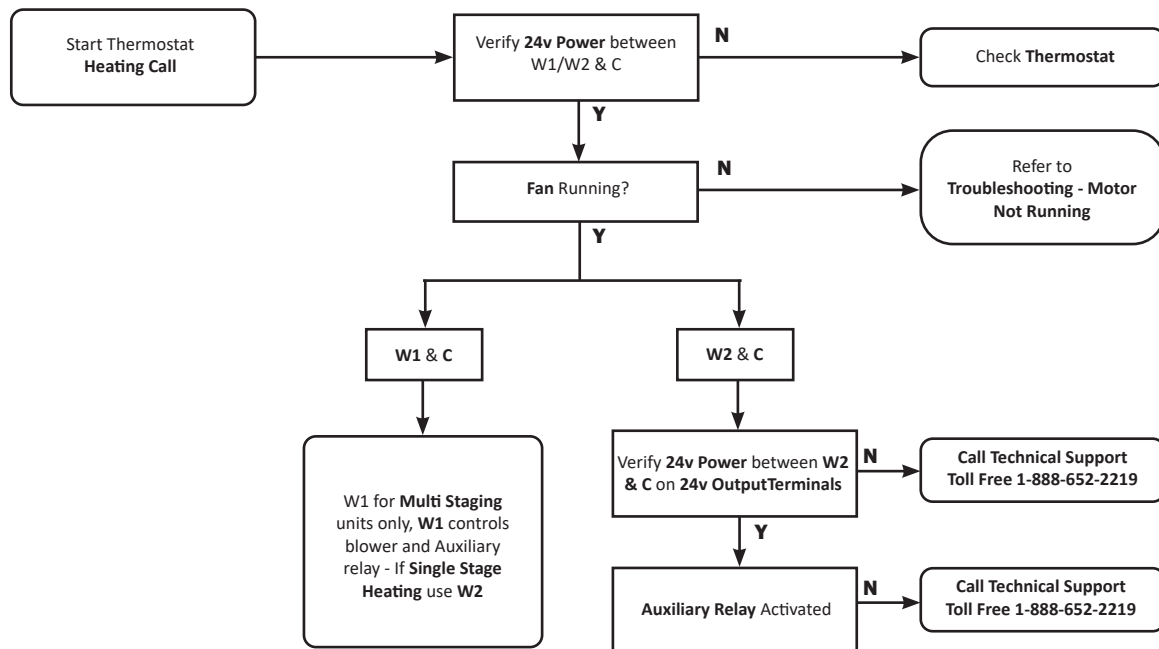 Start Thermostat
Heating Call
Verify 24v Power between
W1/W2 & C
N
Check Thermostat
Y
Fan Running?
N
Refer to
Troubleshooting - Motor
Not Running
Y
W1 & C
W2 & C
W1 for Multi Staging
units only, W1 controls
blower and Auxiliary
relay - If Single Stage
Heating use W2
Verify 24v Power between W2
& C on 24v OutputTerminals
N
Call Technical Support
Toll Free 1-888-652-2219
Y
Auxiliary Relay Activated
N
Call Technical Support
Toll Free 1-888-652-2219